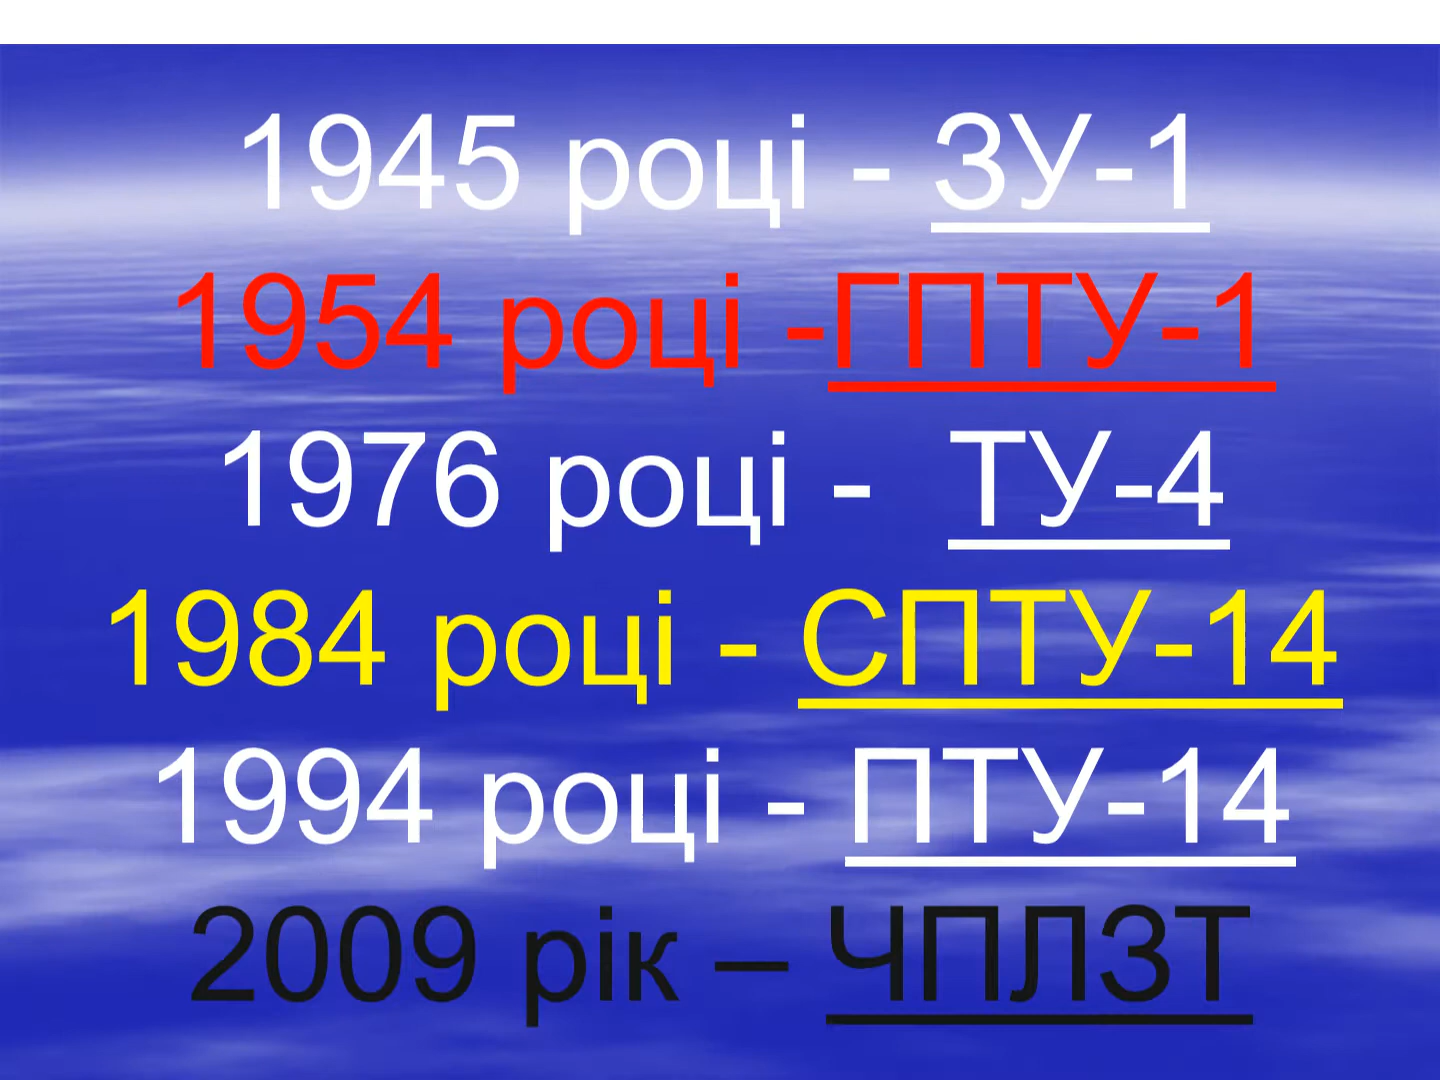 1945 році - ЗУ-1
1954 році -ГПТУ-1
1976 році - ТУ-4
1984 році - СПТУ-14
1994 році - ПТУ-14
2009 рік – ЧПЛЗТ